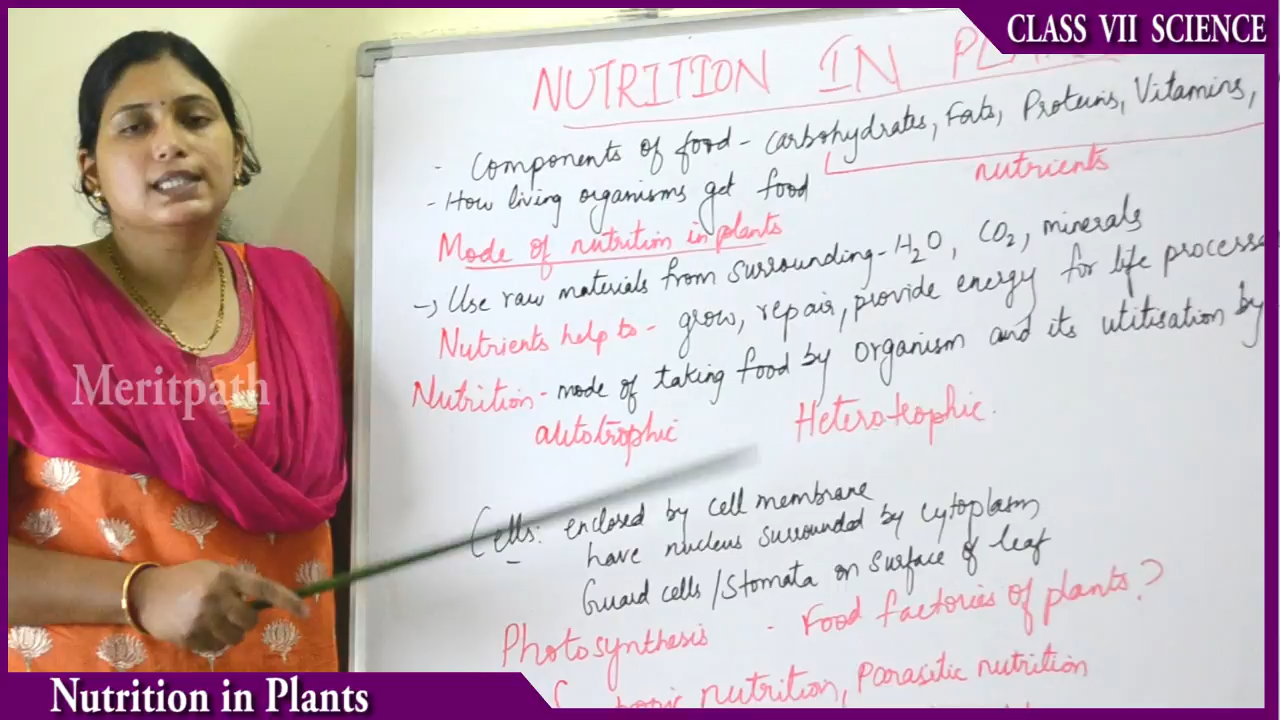 CLASS VII SCIENCE
NUTRITION IN
- Components of food - Carbohydrates, Fats, Proteins, Vitamins,
nutrients
- How living organisms get food
Mode of nutrition in plants
→ Use raw materials from surrounding - H2O, CO2, minerals
Nutrients help to - grow, repair, provide energy for life
Nutrition - mode of taking food by organism and its utitisation by
autotrophic Heterotrophic.
Cells: enclosed by cell membrane
have nucleus surrounded by cytoplasm
Guard cells / Stomata on surface of leaf
Photosynthesis - Food factories of plants?
nutrition, Parasitic nutrition
Meritpath
Nutrition in Plants